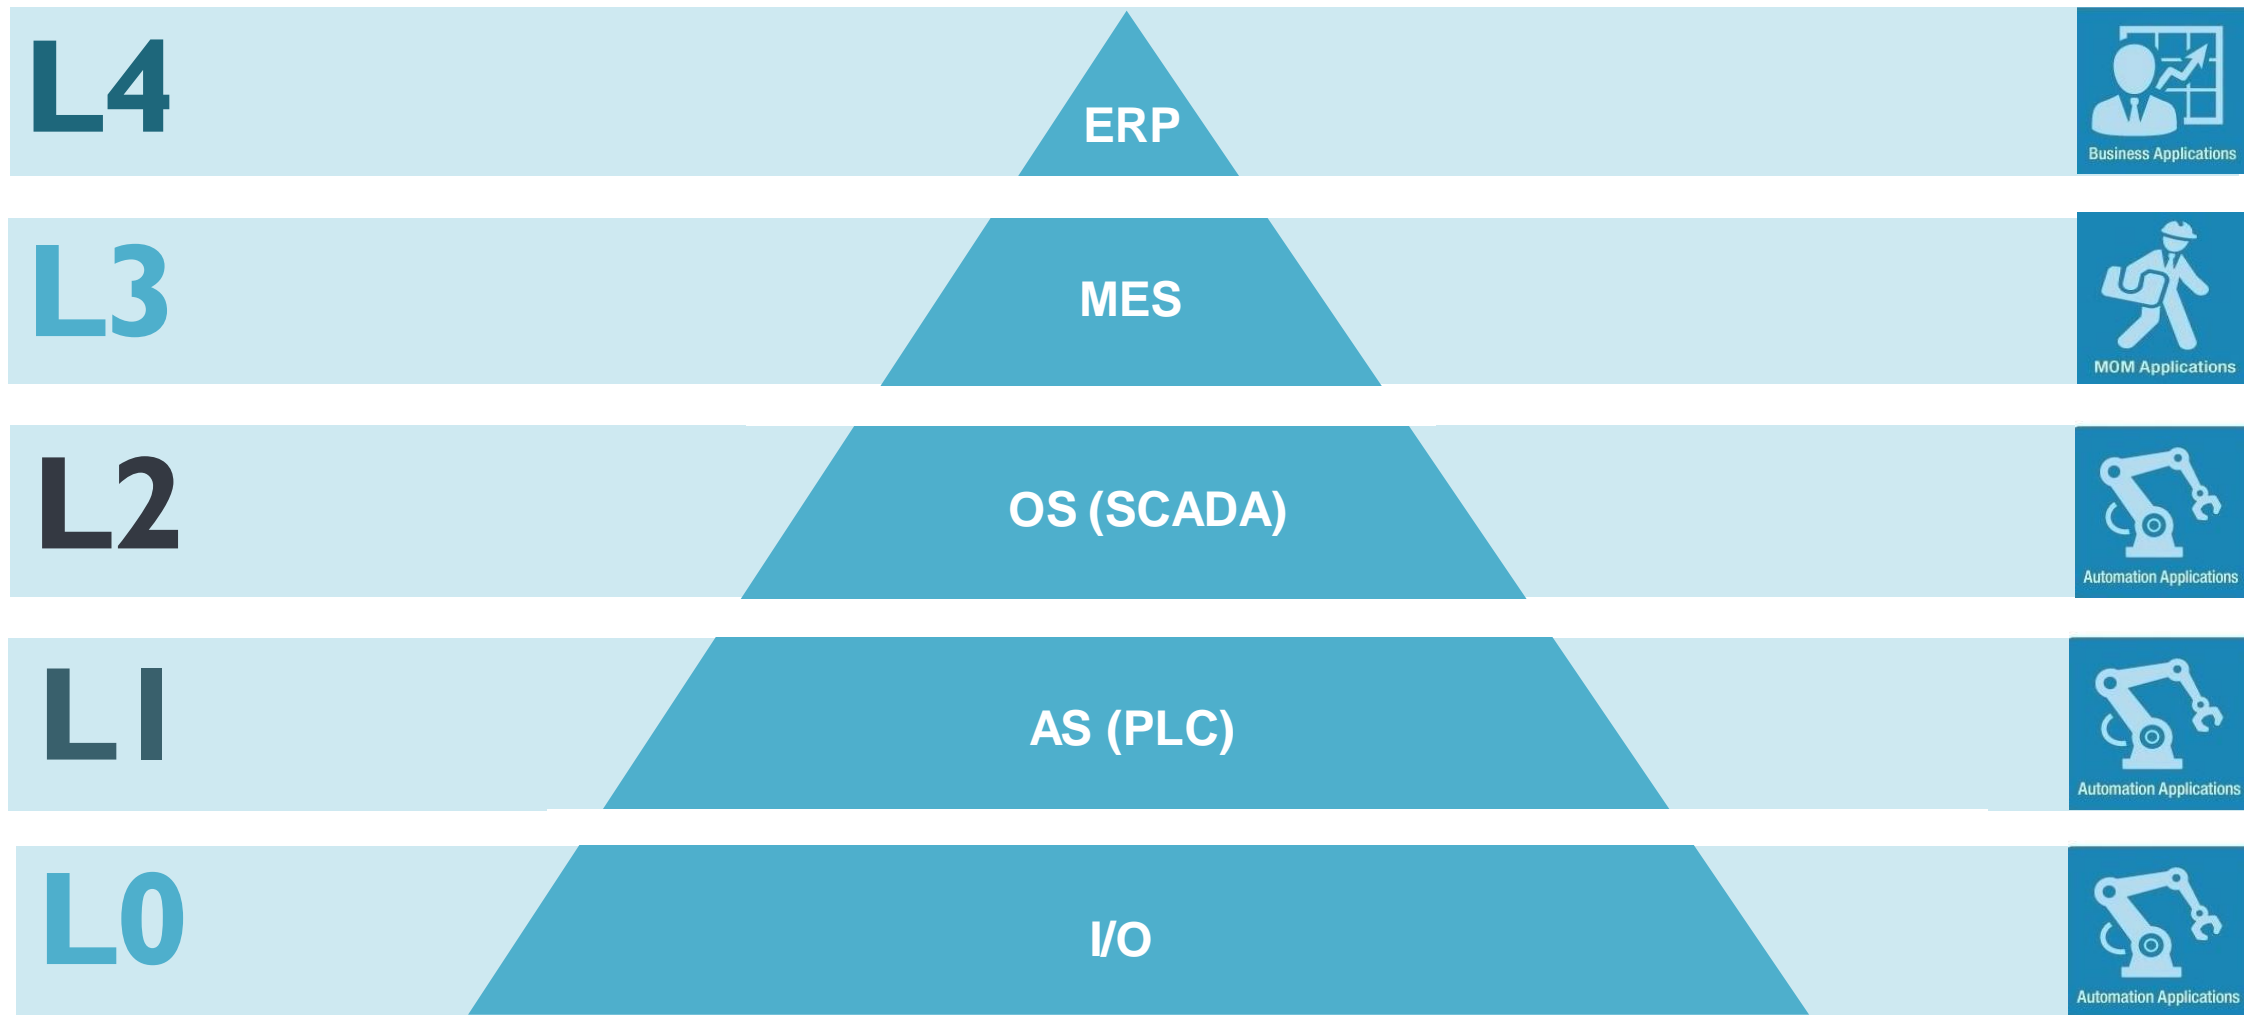 L4
ERP
Business Applications
L3
MES
MOM Applications
L2
OS (SCADA)
Automation Applications
L1
AS (PLC)
Automation Applications
L0
I/O
Automation Applications